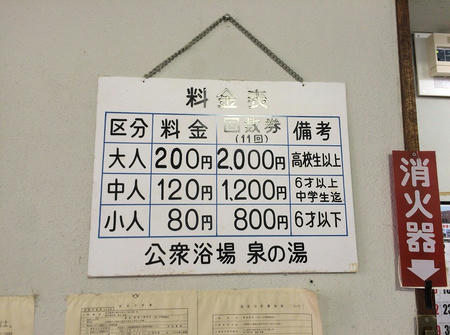 料金表
区分 料金 回数券(11回) 備考
大人 200円 2,000円 高校生以上
中人 120円 1,200円 6才以上中学生迄
小人 80円 800円 6才以下
公衆浴場 泉の湯
消火器